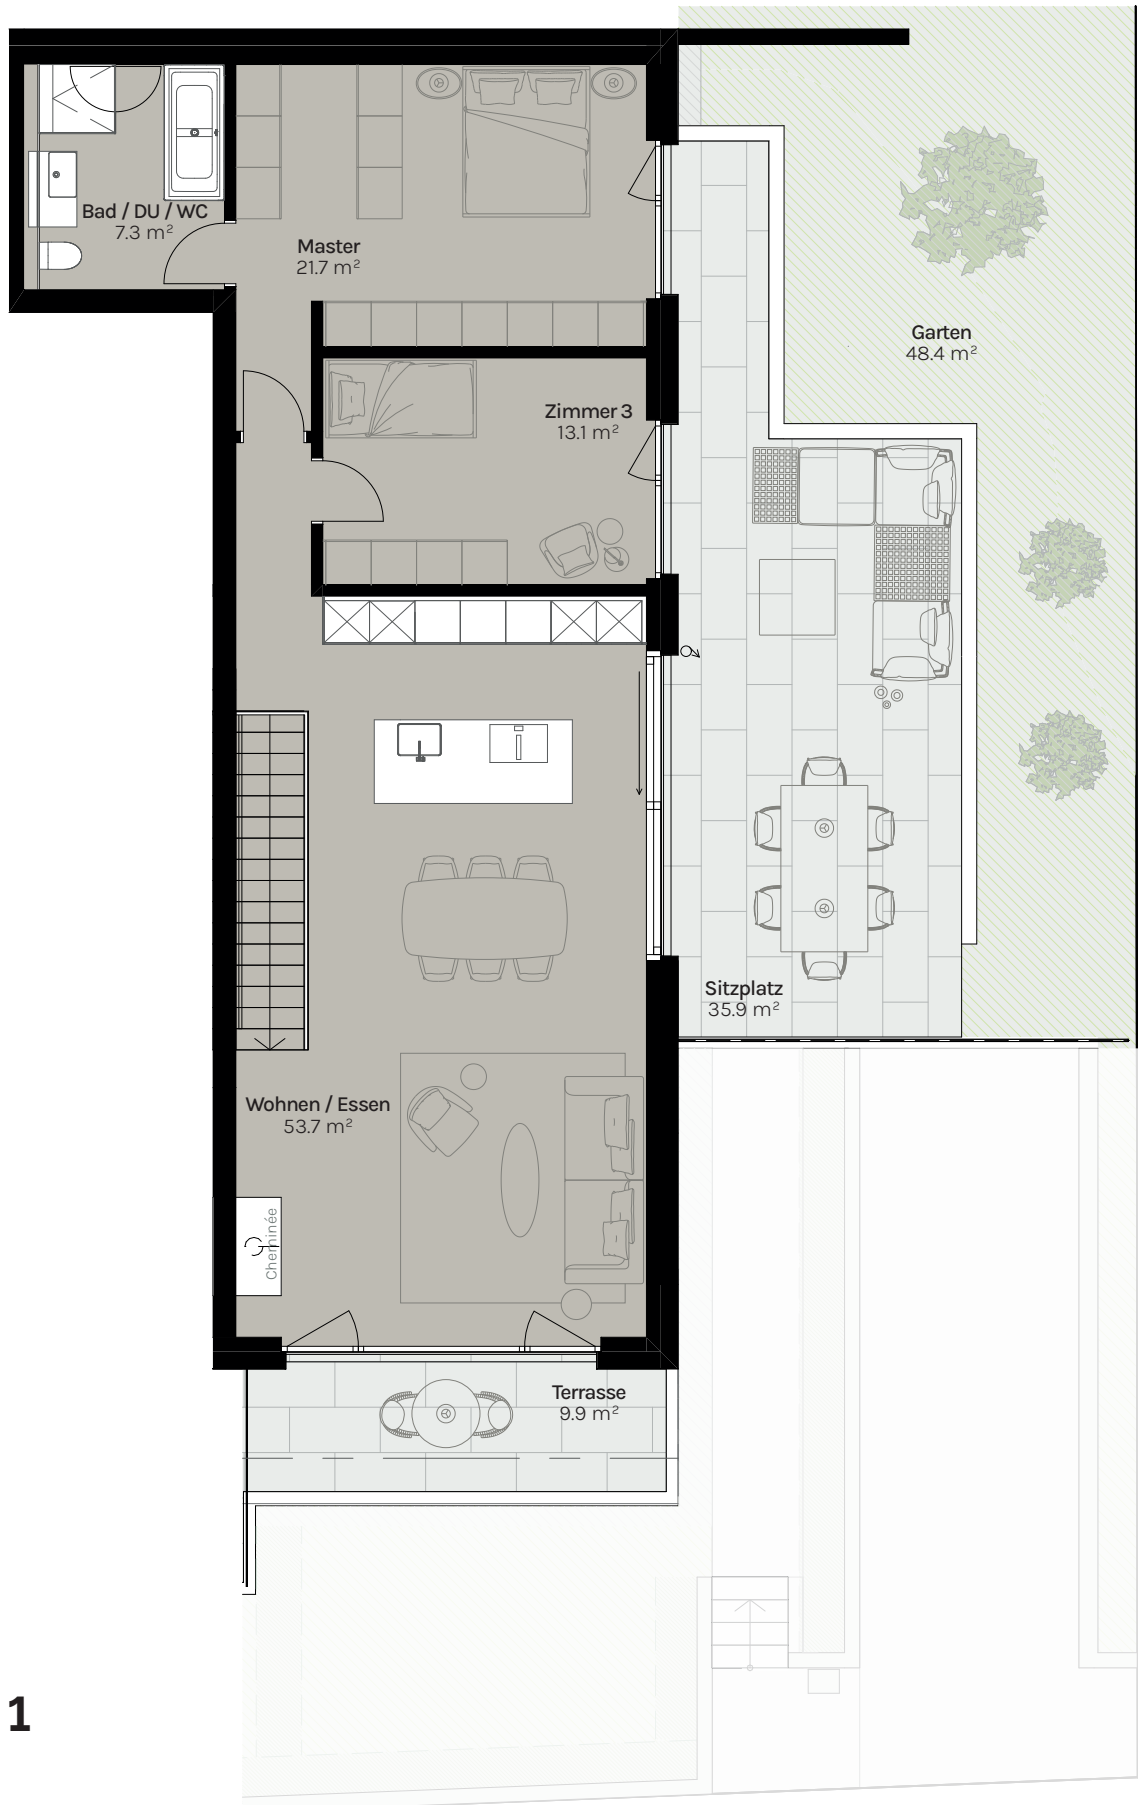 Bad / DU / WC
7.3 m²
Master
21.7 m²
Garten
48.4 m²
Zimmer 3
13.1 m²
Sitzplatz
35.9 m²
Wohnen / Essen
53.7 m²
Cheminée
Terrasse
9.9 m²
1